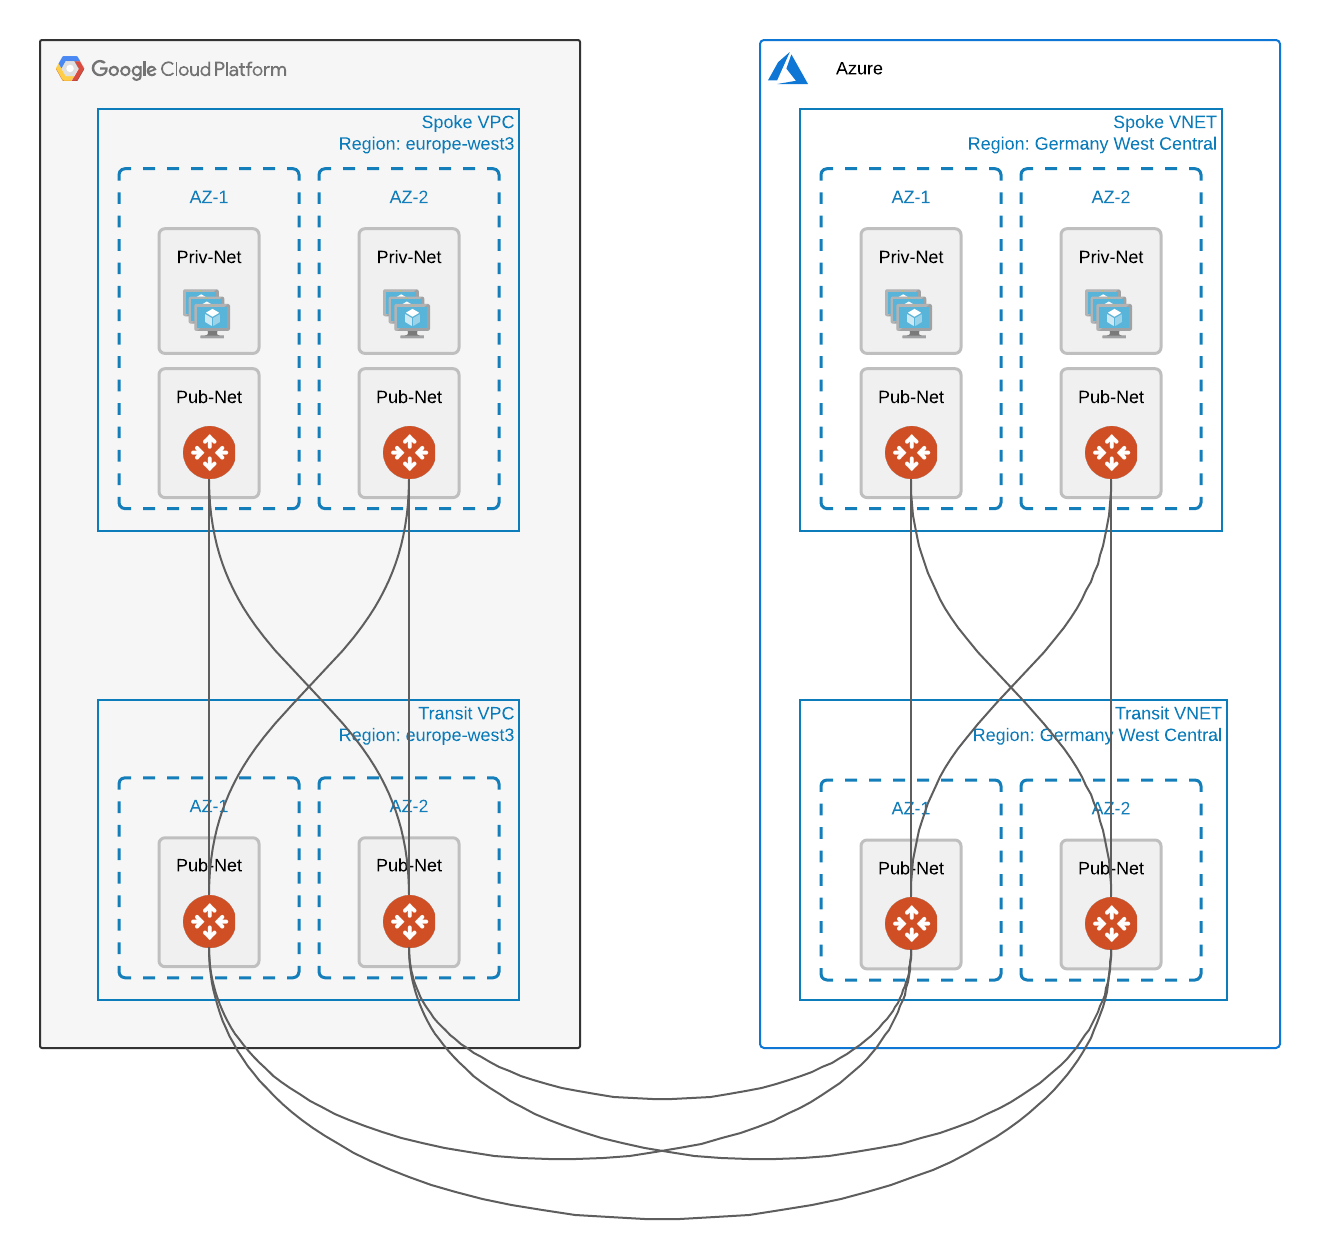 Google Cloud Platform
Spoke VPC
Region: europe-west3
AZ-1
AZ-2
Priv-Net
Priv-Net
Pub-Net
Pub-Net
Transit VPC
Region: europe-west3
AZ-1
AZ-2
Pub-Net
Pub-Net
Azure
Spoke VNET
Region: Germany West Central
AZ-1
AZ-2
Priv-Net
Priv-Net
Pub-Net
Pub-Net
Transit VNET
Region: Germany West Central
AZ-1
AZ-2
Pub-Net
Pub-Net